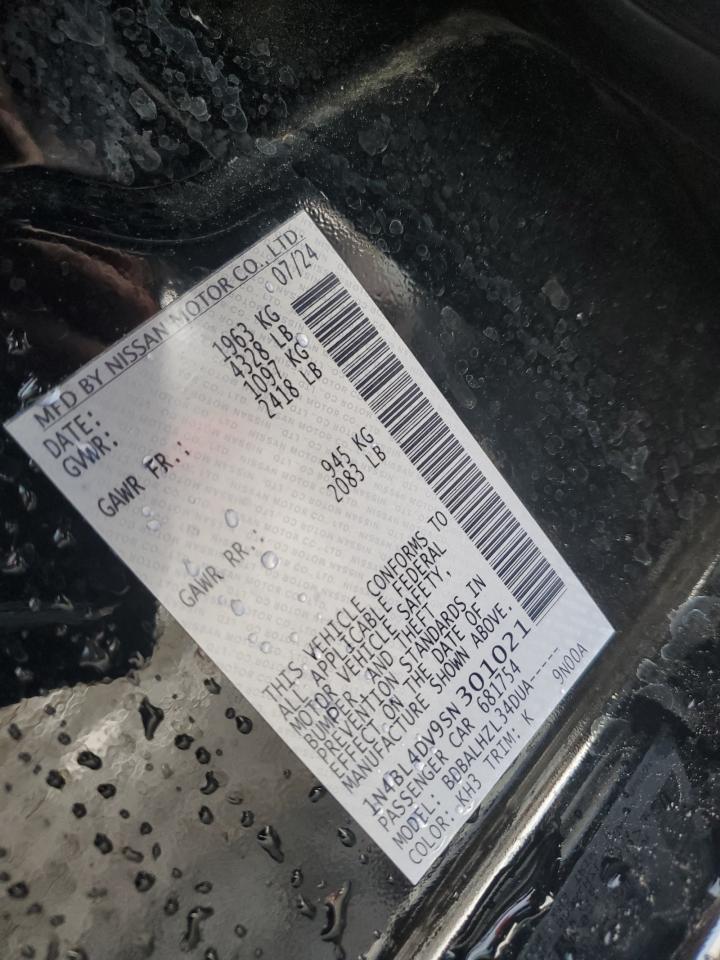 MFD BY NISSAN MOTOR CO., LTD.
DATE: 07/24
GVWR: 1963 KG
4328 LB
GAWR FR.: 1097 KG
2418 LB
GAWR RR.: 945 KG
2083 LB
THIS VEHICLE CONFORMS TO
ALL APPLICABLE FEDERAL
MOTOR VEHICLE SAFETY,
BUMPER, AND THEFT
PREVENTION STANDARDS IN
EFFECT ON THE DATE OF
MANUFACTURE SHOWN ABOVE.
1N4BL4DV9SN301021
PASSENGER CAR 681754
MODEL: BDBALHZL34DUA-----
COLOR: KH3 TRIM: K 9N00A